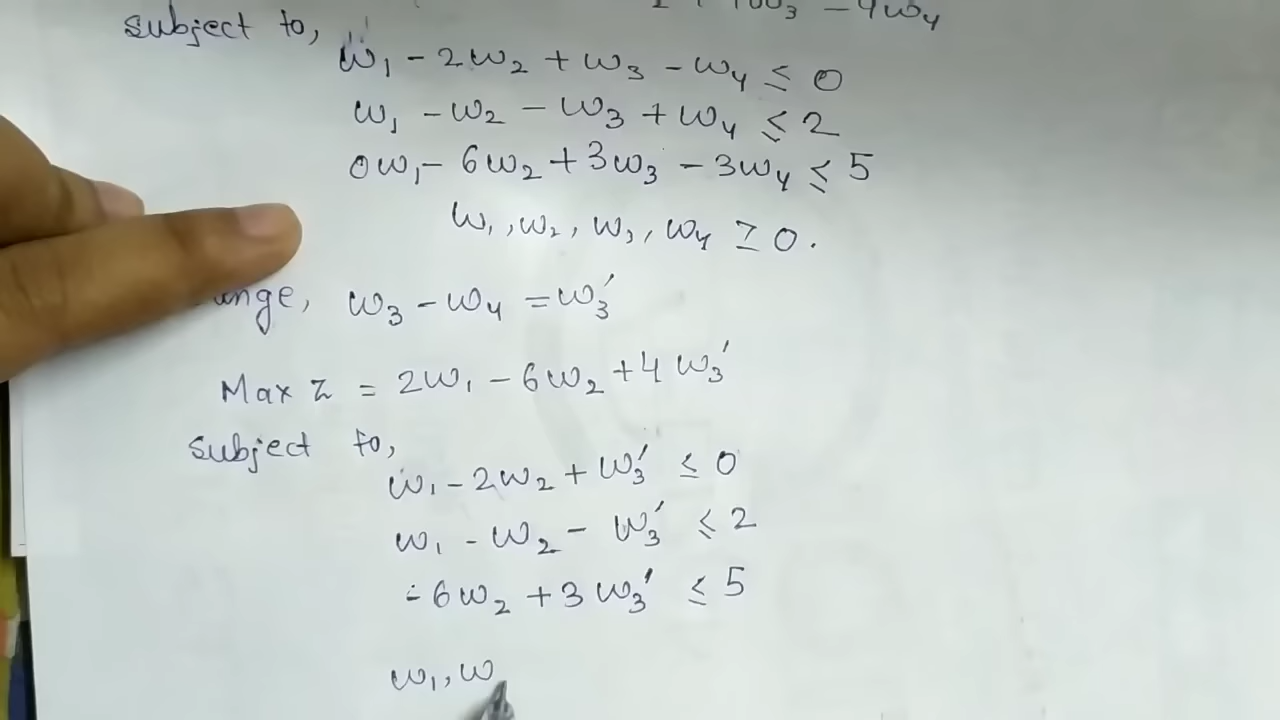 - 4w₄
subject to,
w₁ - 2w₂ + w₃ - w₄ ≤ 0
w₁ - w₂ - w₃ + w₄ ≤ 2
0w₁ - 6w₂ + 3w₃ - 3w₄ ≤ 5
w₁, w₂, w₃, w₄ ≥ 0.
w₃ - w₄ = w₃'
Max z = 2w₁ - 6w₂ + 4w₃'
subject to,
w₁ - 2w₂ + w₃' ≤ 0
w₁ - w₂ - w₃' ≤ 2
- 6w₂ + 3w₃' ≤ 5
w₁, w